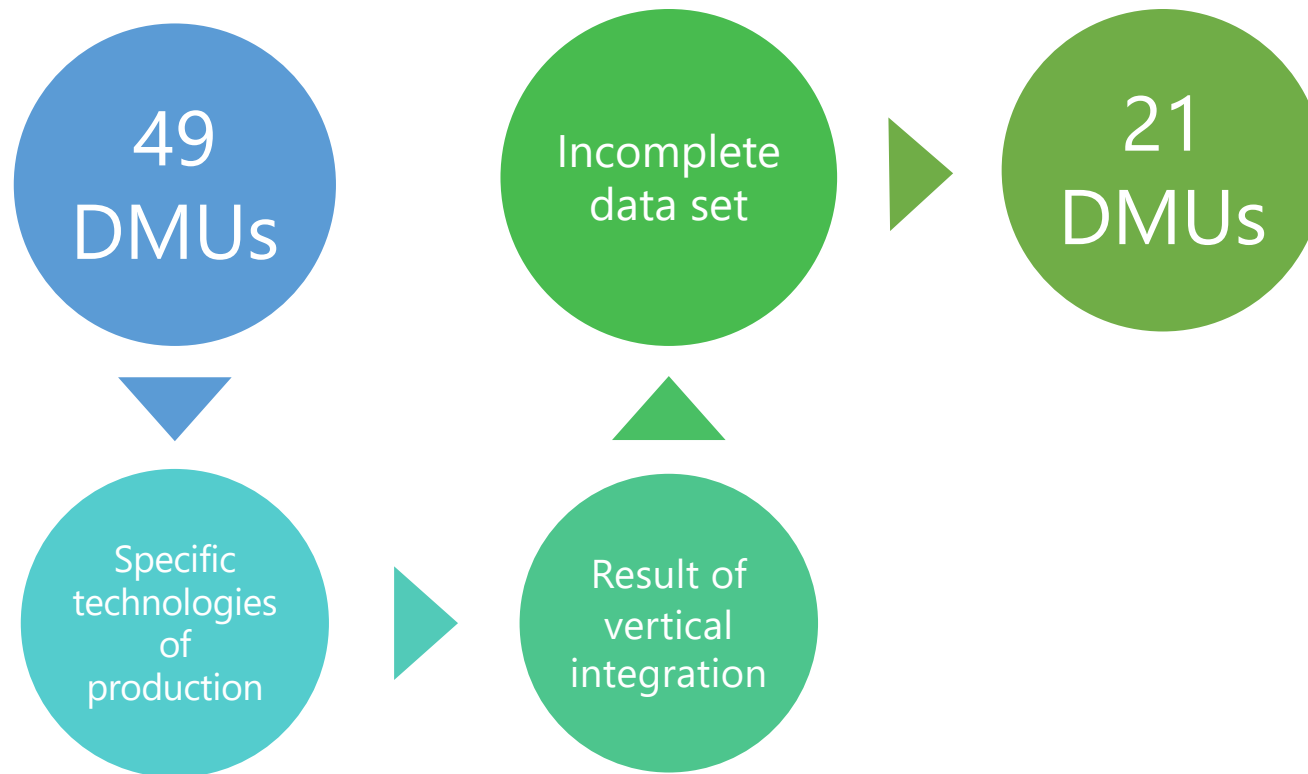 49
DMUs
Specific
technologies
of
production
Result of
vertical
integration
Incomplete
data set
21
DMUs